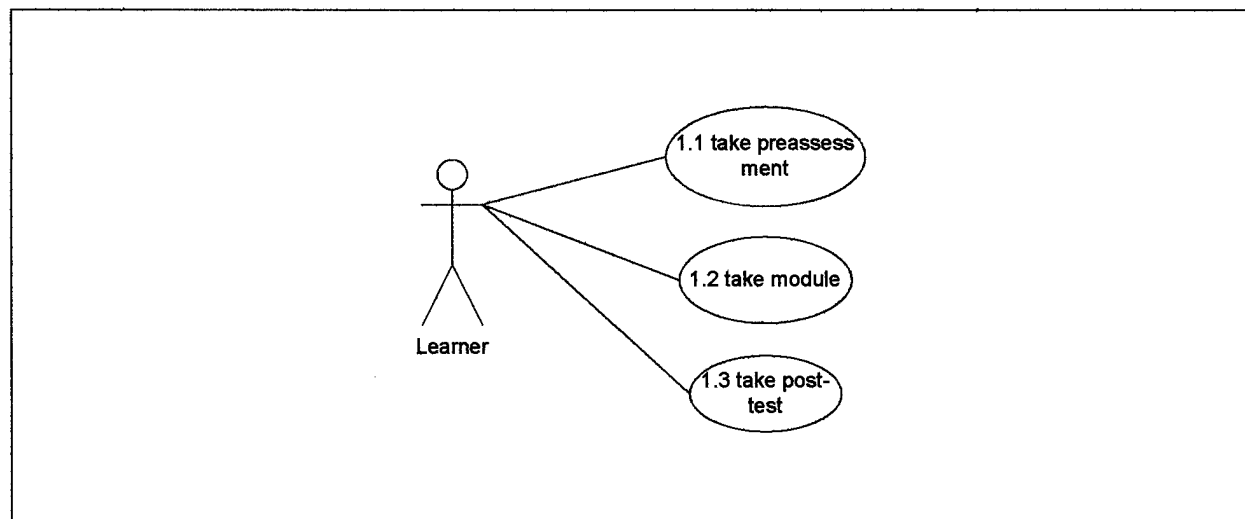 1.1 take preassess
ment
1.2 take module
Learner
1.3 take post-
test